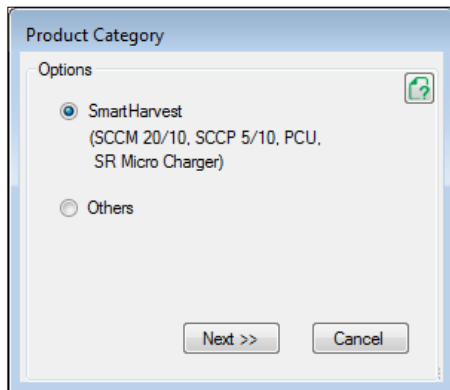 Product Category
Options
SmartHarvest
(SCCM 20/10, SCCP 5/10, PCU,
SR Micro Charger)
Others
Next >>
Cancel